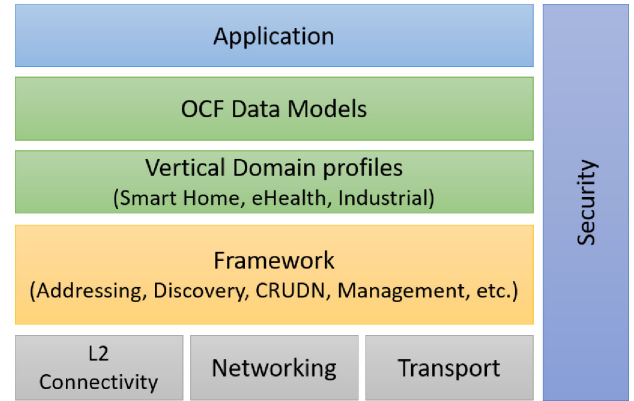 Application
OCF Data Models
Vertical Domain profiles
(Smart Home, eHealth, Industrial)
Framework
(Addressing, Discovery, CRUDN, Management, etc.)
L2
Connectivity
Networking
Transport
Security